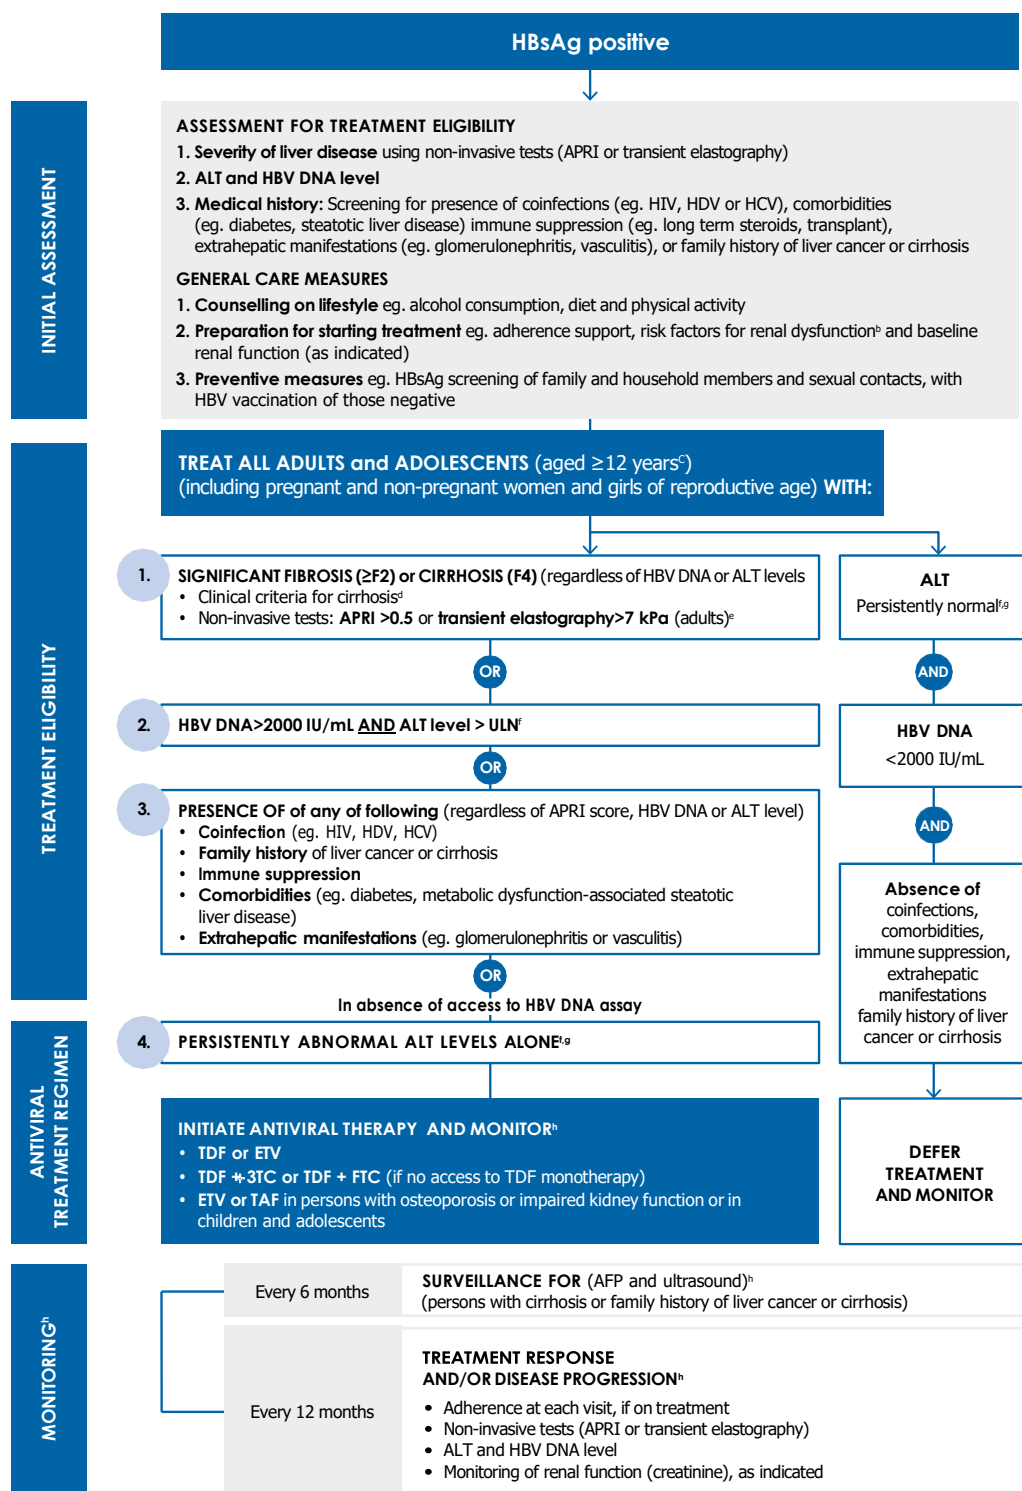 HBsAg positive
INITIAL ASSESSMENT
ASSESSMENT FOR TREATMENT ELIGIBILITY
1. Severity of liver disease using non-invasive tests (APRI or transient elastography)
2. ALT and HBV DNA level
3. Medical history: Screening for presence of coinfections (eg. HIV, HDV or HCV), comorbidities
(eg. diabetes, steatotic liver disease) immune suppression (eg. long term steroids, transplant),
extrahepatic manifestations (eg. glomerulonephritis, vasculitis), or family history of liver cancer or cirrhosis
GENERAL CARE MEASURES
1. Counselling on lifestyle eg. alcohol consumption, diet and physical activity
2. Preparation for starting treatment eg. adherence support, risk factors for renal dysfunctionᵇ and baseline
renal function (as indicated)
3. Preventive measures eg. HBsAg screening of family and household members and sexual contacts, with
HBV vaccination of those negative
TREATMENT ELIGIBILITY
TREAT ALL ADULTS and ADOLESCENTS (aged ≥12 yearsᶜ)
(including pregnant and non-pregnant women and girls of reproductive age) WITH:
1.
SIGNIFICANT FIBROSIS (≥F2) or CIRRHOSIS (F4) (regardless of HBV DNA or ALT levels
• Clinical criteria for cirrhosisᵈ
• Non-invasive tests: APRI >0.5 or transient elastography>7 kPa (adults)ᵉ
OR
2.
HBV DNA>2000 IU/mL AND ALT level > ULNᶠ
OR
3.
PRESENCE OF of any of following (regardless of APRI score, HBV DNA or ALT level)
• Coinfection (eg. HIV, HDV, HCV)
• Family history of liver cancer or cirrhosis
• Immune suppression
• Comorbidities (eg. diabetes, metabolic dysfunction-associated steatotic
liver disease)
• Extrahepatic manifestations (eg. glomerulonephritis or vasculitis)
OR
In absence of access to HBV DNA assay
4.
PERSISTENTLY ABNORMAL ALT LEVELS ALONEᶠ,ᵍ
ALT
Persistently normalᶠ,ᵍ
AND
HBV DNA
<2000 IU/mL
AND
Absence of
coinfections,
comorbidities,
immune suppression,
extrahepatic
manifestations
family history of liver
cancer or cirrhosis
DEFER
TREATMENT
AND MONITOR
ANTIVIRAL
TREATMENT REGIMEN
INITIATE ANTIVIRAL THERAPY AND MONITORʰ
• TDF or ETV
• TDF + 3TC or TDF + FTC (if no access to TDF monotherapy)
• ETV or TAF in persons with osteoporosis or impaired kidney function or in
children and adolescents
MONITORINGʰ
Every 6 months
SURVEILLANCE FOR (AFP and ultrasound)ʰ
(persons with cirrhosis or family history of liver cancer or cirrhosis)
Every 12 months
TREATMENT RESPONSE
AND/OR DISEASE PROGRESSIONʰ
• Adherence at each visit, if on treatment
• Non-invasive tests (APRI or transient elastography)
• ALT and HBV DNA level
• Monitoring of renal function (creatinine), as indicated